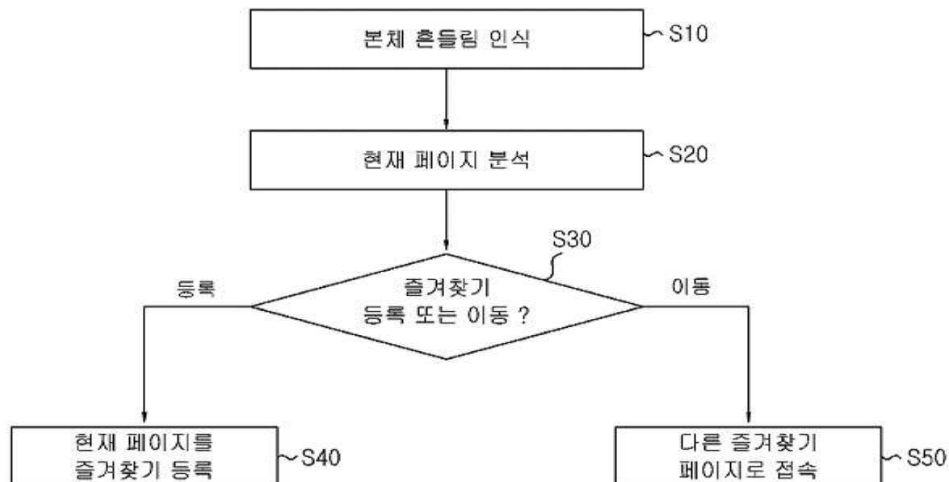 본체 흔들림 인식
S10
현재 페이지 분석
S20
S30
즐겨찾기
등록 또는 이동 ?
등록
이동
현재 페이지를
즐겨찾기 등록
S40
다른 즐겨찾기
페이지로 접속
S50